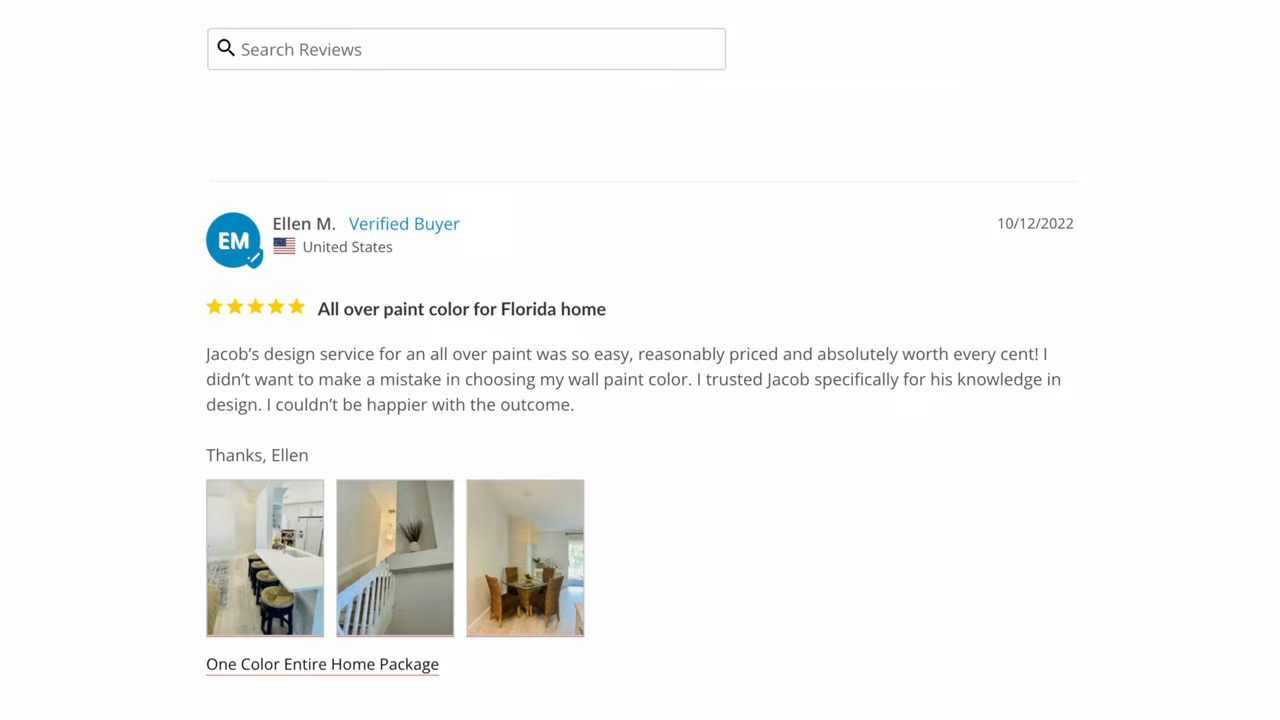 Search Reviews
EM
Ellen M. Verified Buyer
10/12/2022
United States
All over paint color for Florida home
Jacob’s design service for an all over paint was so easy, reasonably priced and absolutely worth every cent! I
didn’t want to make a mistake in choosing my wall paint color. I trusted Jacob specifically for his knowledge in
design. I couldn’t be happier with the outcome.
Thanks, Ellen
One Color Entire Home Package